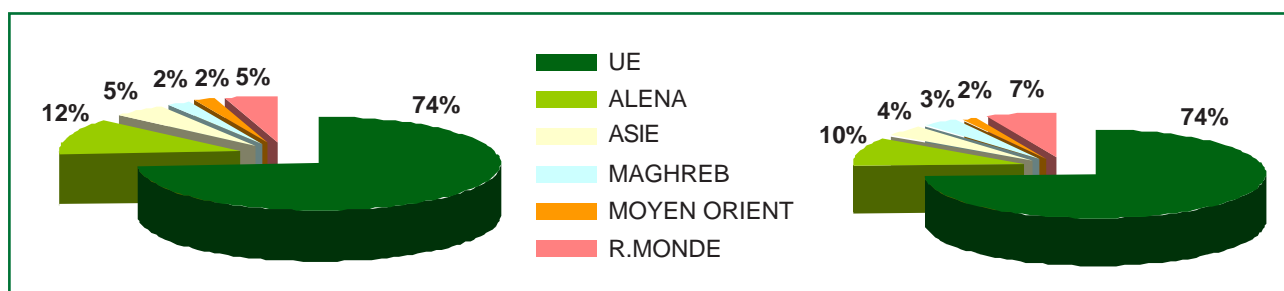 74%
12%
5%
2%
2%
5%
UE
ALENA
ASIE
MAGHREB
MOYEN ORIENT
R.MONDE
74%
10%
4%
3%
2%
7%